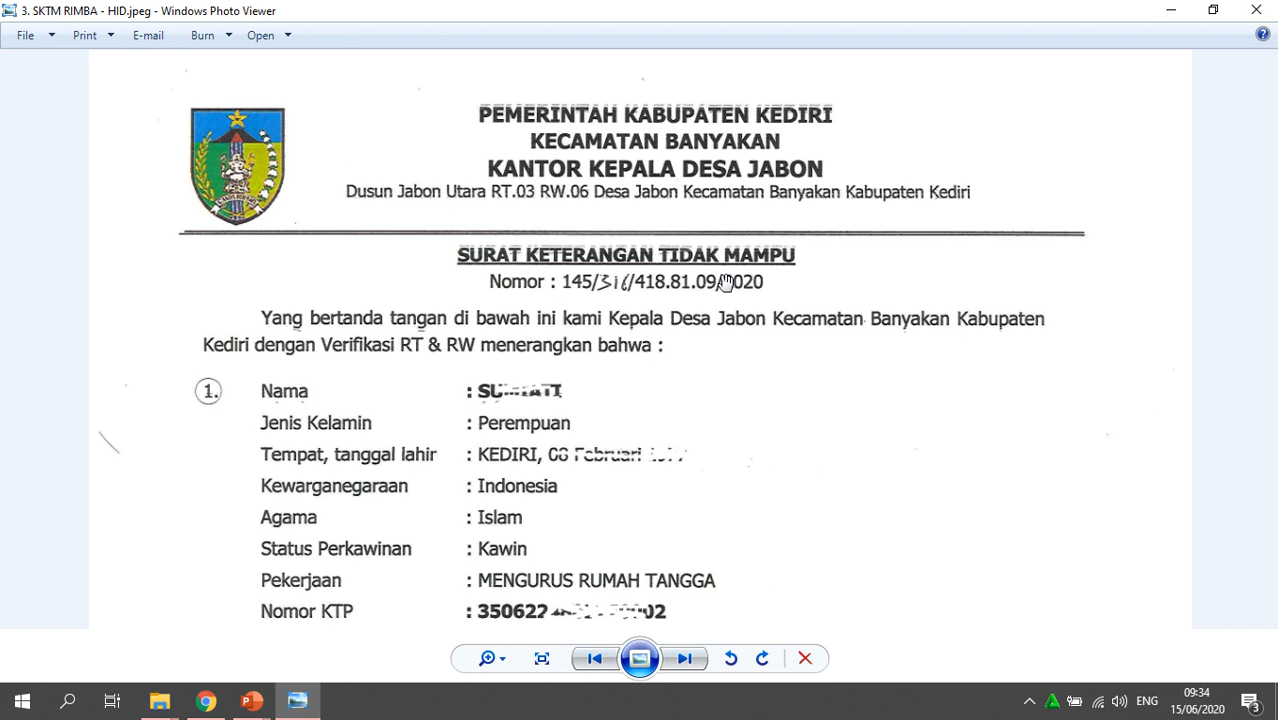 3. SKTM RIMBA - HID.jpeg - Windows Photo Viewer
File Print E-mail Burn Open
PEMERINTAH KABUPATEN KEDIRI
KECAMATAN BANYAKAN
KANTOR KEPALA DESA JABON
Dusun Jabon Utara RT.03 RW.06 Desa Jabon Kecamatan Banyakan Kabupaten Kediri
SURAT KETERANGAN TIDAK MAMPU
Nomor : 145/316/418.81.09/2020
Yang bertanda tangan di bawah ini kami Kepala Desa Jabon Kecamatan Banyakan Kabupaten
Kediri dengan Verifikasi RT & RW menerangkan bahwa :
1. Nama :
Jenis Kelamin : Perempuan
Tempat, tanggal lahir : KEDIRI,
Kewarganegaraan : Indonesia
Agama : Islam
Status Perkawinan : Kawin
Pekerjaan : MENGURUS RUMAH TANGGA
Nomor KTP :
ENG
09:34
15/06/2020
3